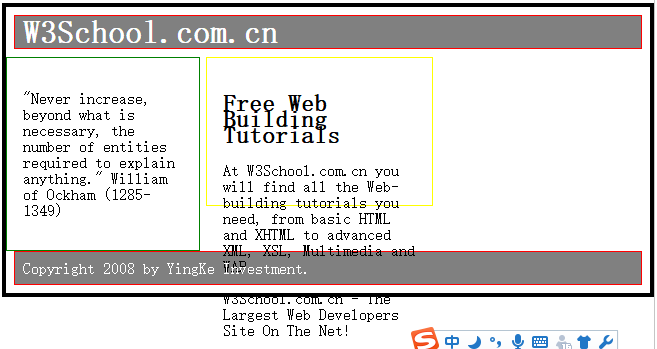 W3School.com.cn
"Never increase,
beyond what is
necessary, the
number of entities
required to explain
anything." William
of Ockham (1285-
1349)
Free Web
Building
Tutorials
At W3School.com.cn you
will find all the Web-
building tutorials you
need, from basic HTML
and XHTML to advanced
XML, XSL, Multimedia and
WAP.
W3School.com.cn - The
Largest Web Developers
Site On The Net!
Copyright 2008 by YingKe Investment.
中